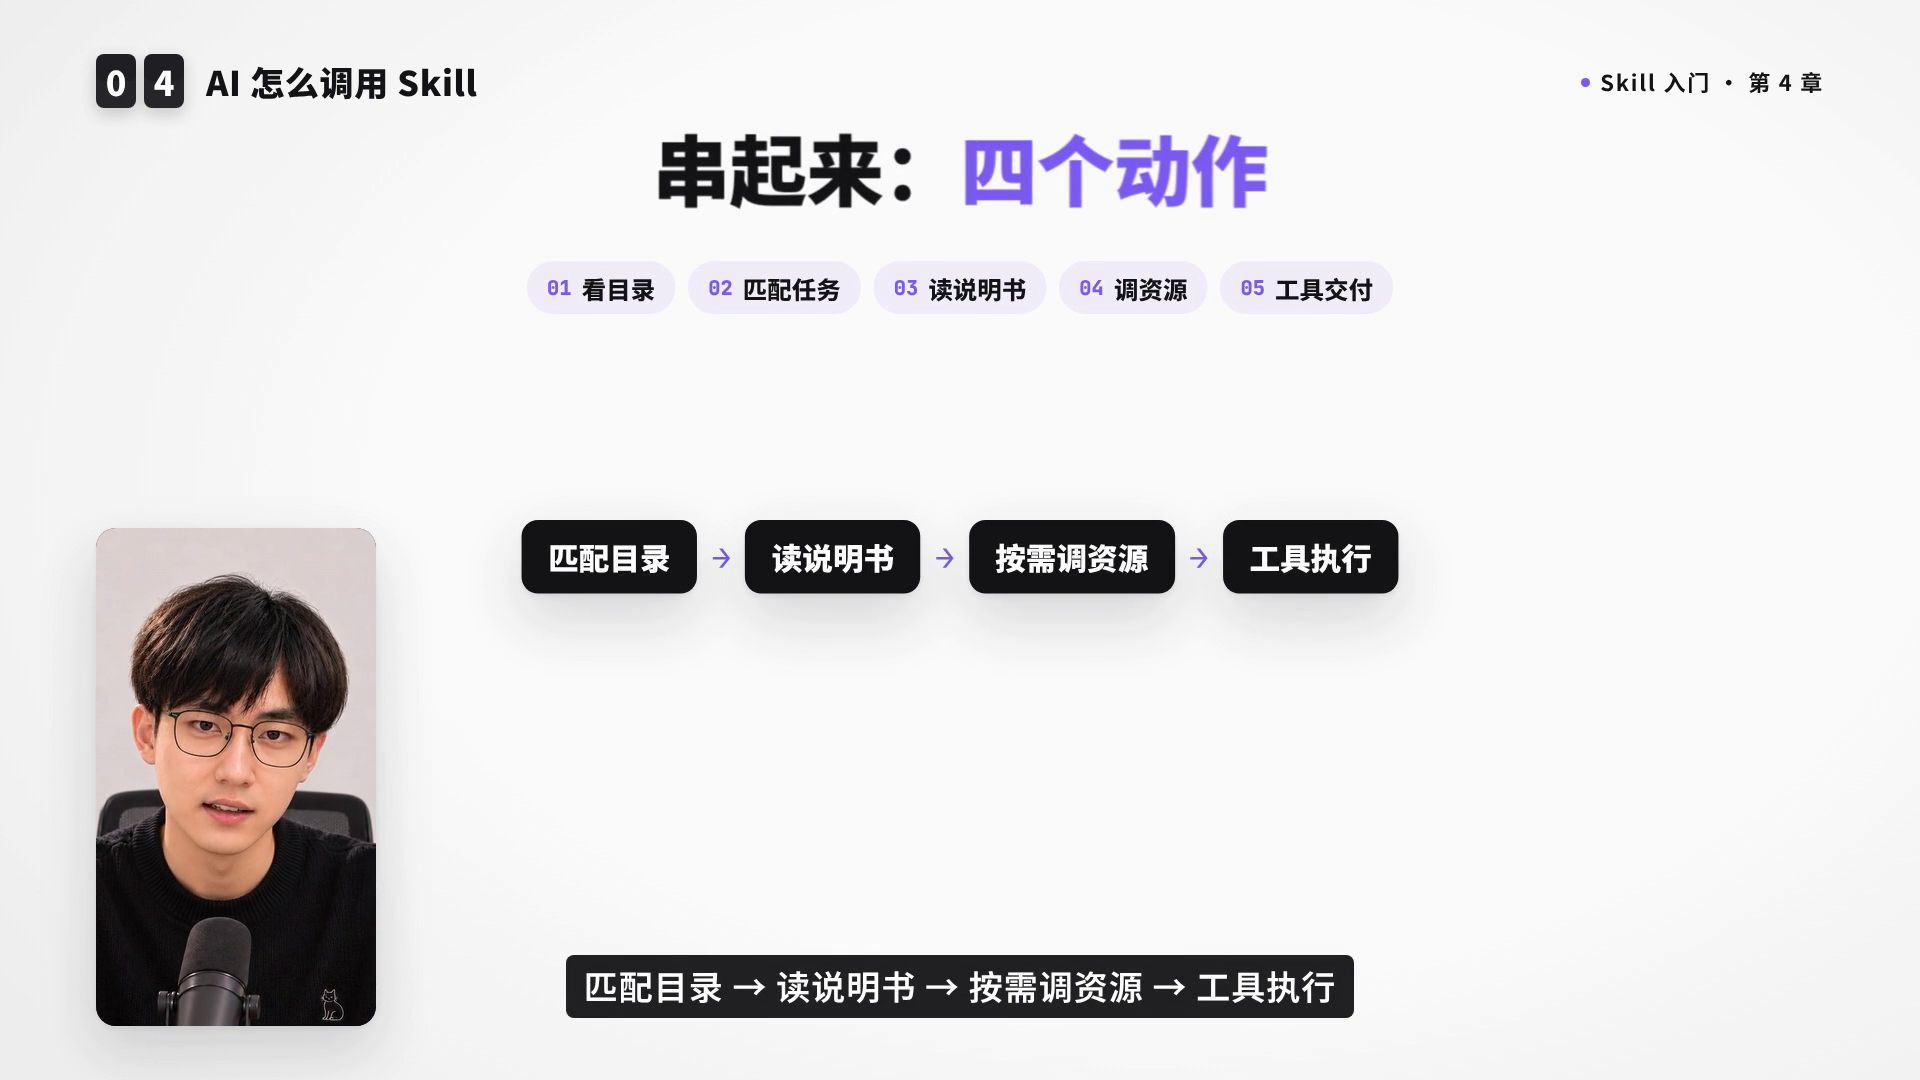 04 AI 怎么调用 Skill
Skill 入门 · 第 4 章
串起来：四个动作
01 看目录 02 匹配任务 03 读说明书 04 调资源 05 工具交付
匹配目录 → 读说明书 → 按需调资源 → 工具执行
匹配目录 → 读说明书 → 按需调资源 → 工具执行